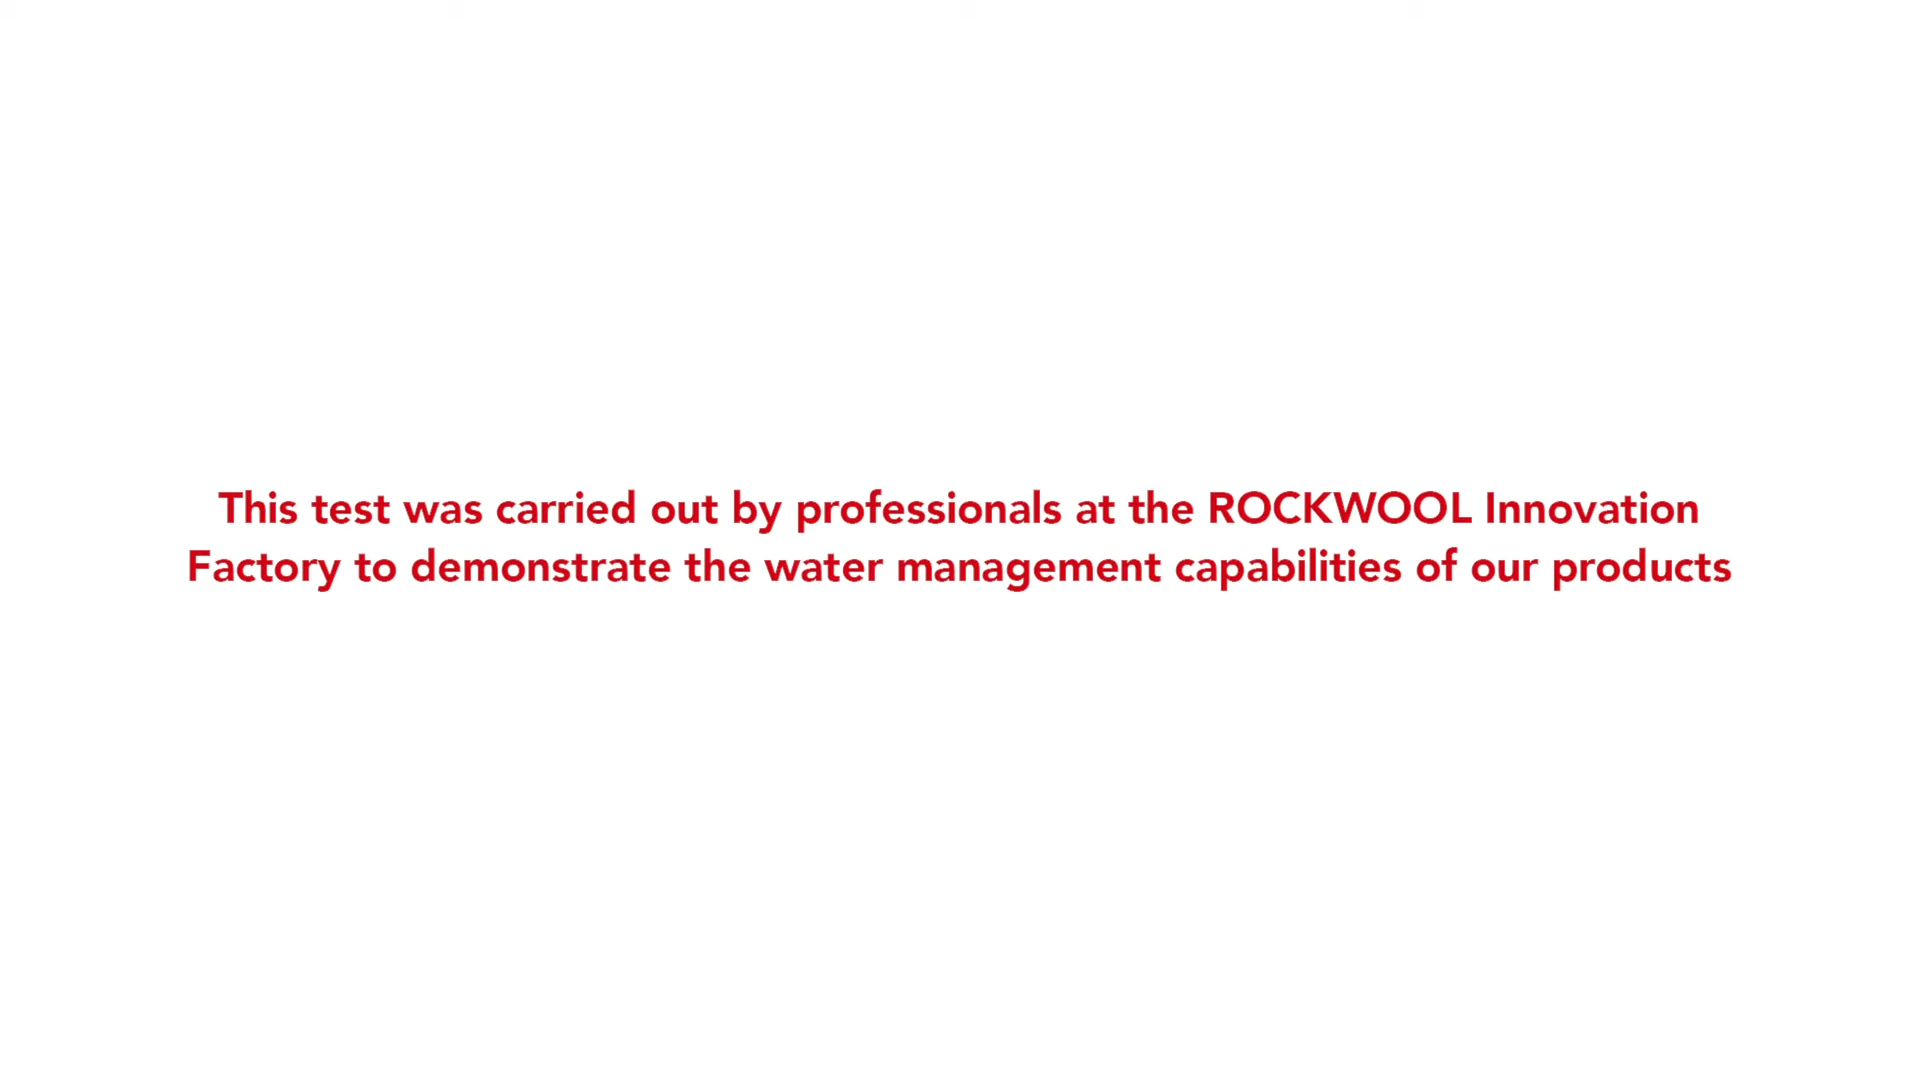 This test was carried out by professionals at the ROCKWOOL Innovation
Factory to demonstrate the water management capabilities of our products